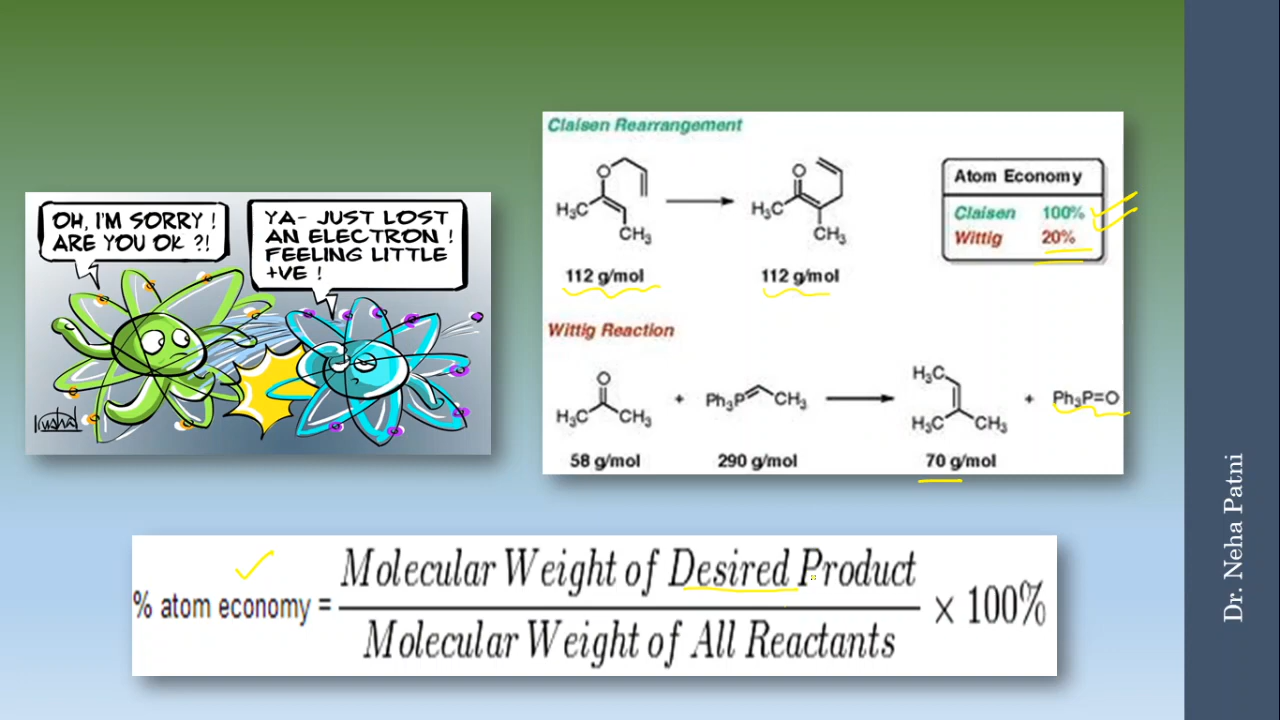 OH, I'M SORRY !
ARE YOU OK ?!
YA- JUST LOST
AN ELECTRON !
FEELING LITTLE
+VE !
Claisen Rearrangement
O
H₃C
CH₃
112 g/mol
O
H₃C
CH₃
112 g/mol
Atom Economy
Claisen 100%
Wittig 20%
Wittig Reaction
O
H₃C CH₃
58 g/mol
+
Ph₃P CH₃
290 g/mol
H₃C
H₃C CH₃
70 g/mol
+
Ph₃P=O
% atom economy = Molecular Weight of Desired Product
Molecular Weight of All Reactants
× 100%
Dr. Neha Patni